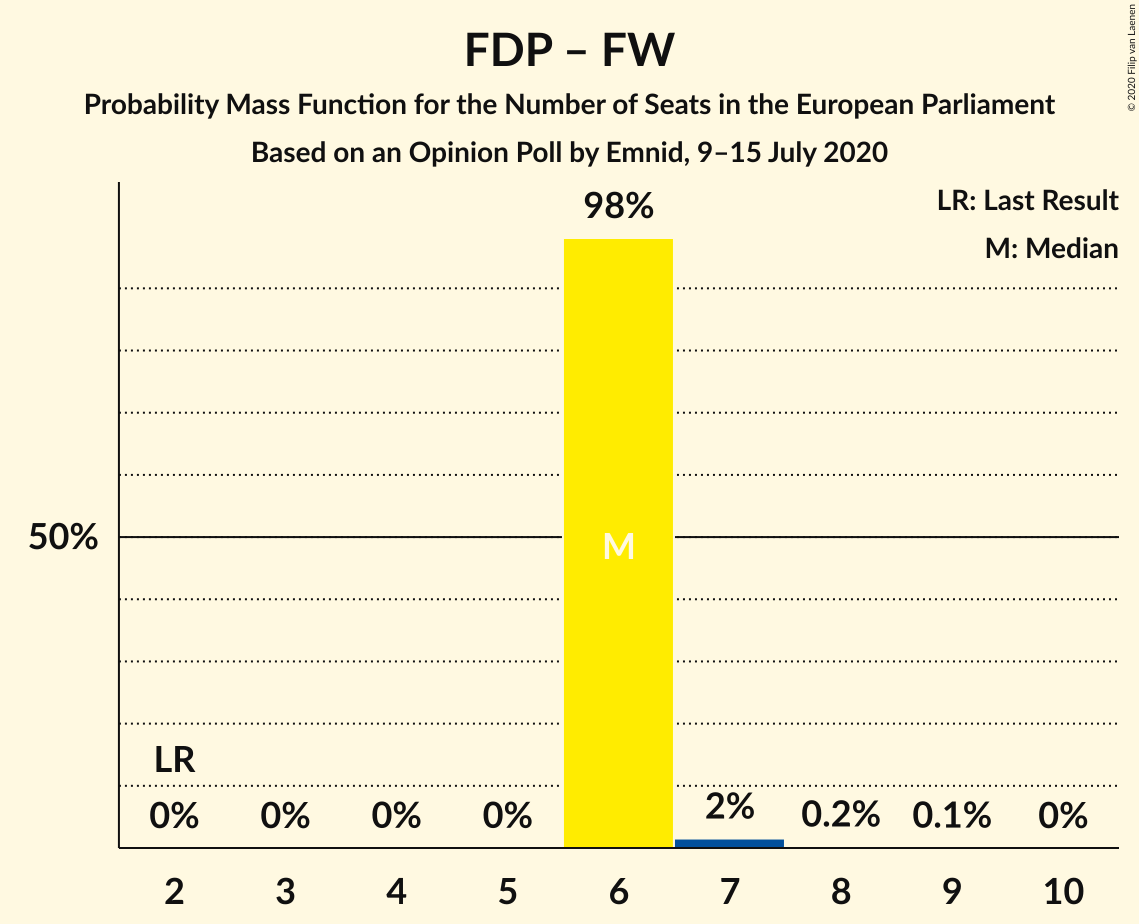 FDP – FW
Probability Mass Function for the Number of Seats in the European Parliament
Based on an Opinion Poll by Emnid, 9–15 July 2020
© 2020 Filip van Laenen
LR: Last Result
M: Median
98%
50%
M
LR
0% 0% 0% 0% 2% 0.2% 0.1% 0%
2 3 4 5 6 7 8 9 10